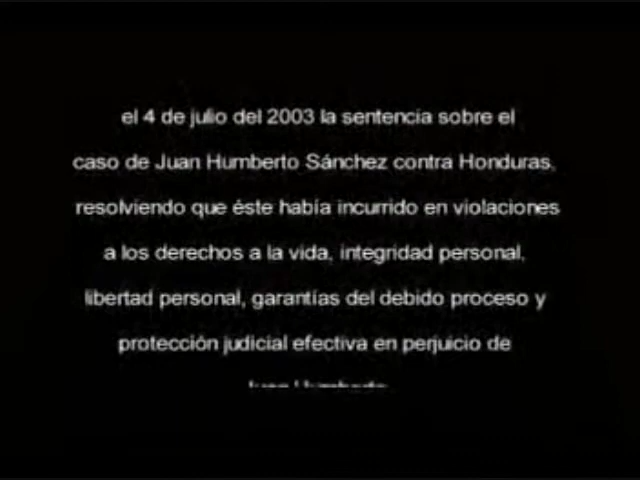 el 4 de julio del 2003 la sentencia sobre el
caso de Juan Humberto Sánchez contra Honduras,
resolviendo que éste había incurrido en violaciones
a los derechos a la vida, integridad personal,
libertad personal, garantías del debido proceso y
protección judicial efectiva en perjuicio de